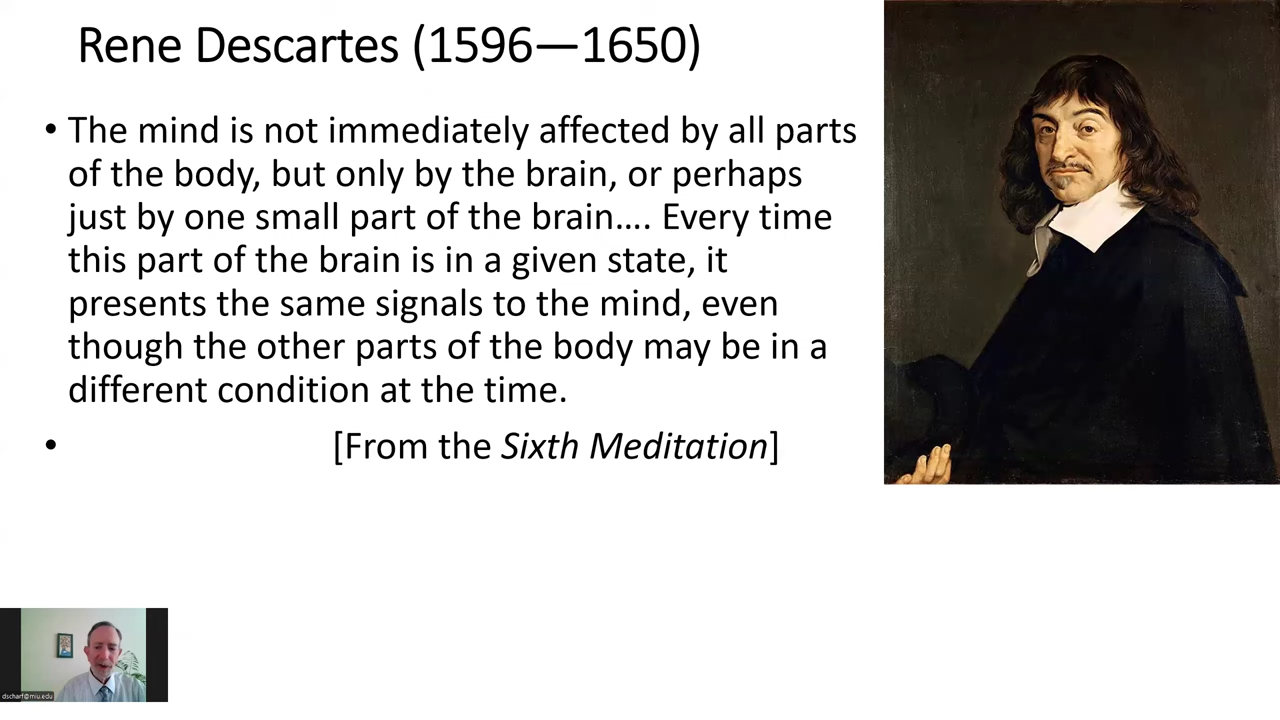 Rene Descartes (1596—1650)
• The mind is not immediately affected by all parts
of the body, but only by the brain, or perhaps
just by one small part of the brain…. Every time
this part of the brain is in a given state, it
presents the same signals to the mind, even
though the other parts of the body may be in a
different condition at the time.
• [From the Sixth Meditation]
dscharf@miu.edu